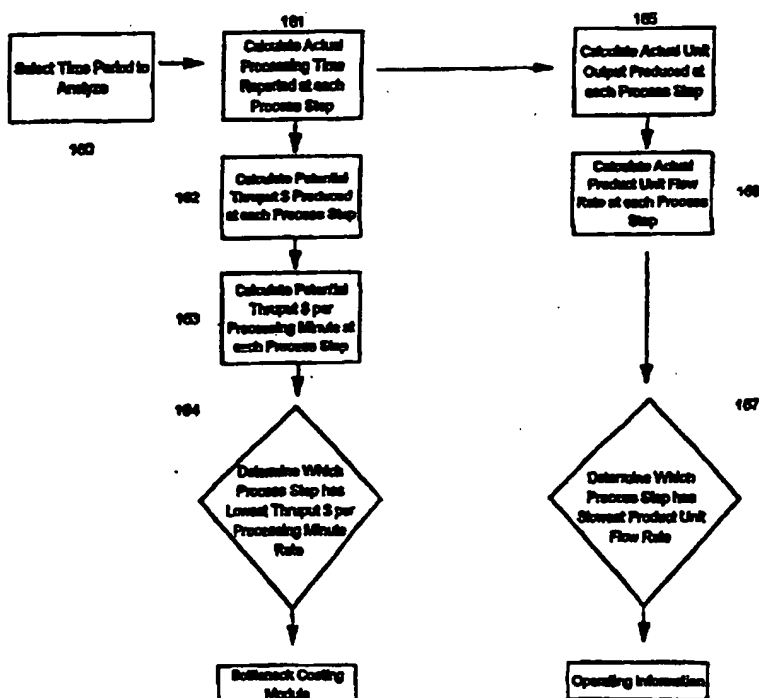 161
165
Select Time Period to
Analyze
160
Calculate Actual
Processing Time
Reported at each
Process Step
Calculate Actual Unit
Output Produced at
each Process Step
162
Calculate Potential
Thruput $ Produced
at each Process Step
Calculate Actual
Product Unit Flow
Rate at each Process
Step
166
163
Calculate Potential
Thruput $ per
Processing Minute at
each Process Step
164
167
Determine Which
Process Step has
Lowest Thruput $ per
Processing Minute
Rate
Determine Which
Process Step has
Slowest Product Unit
Flow Rate
Bottleneck Costing
Module
Operating Information